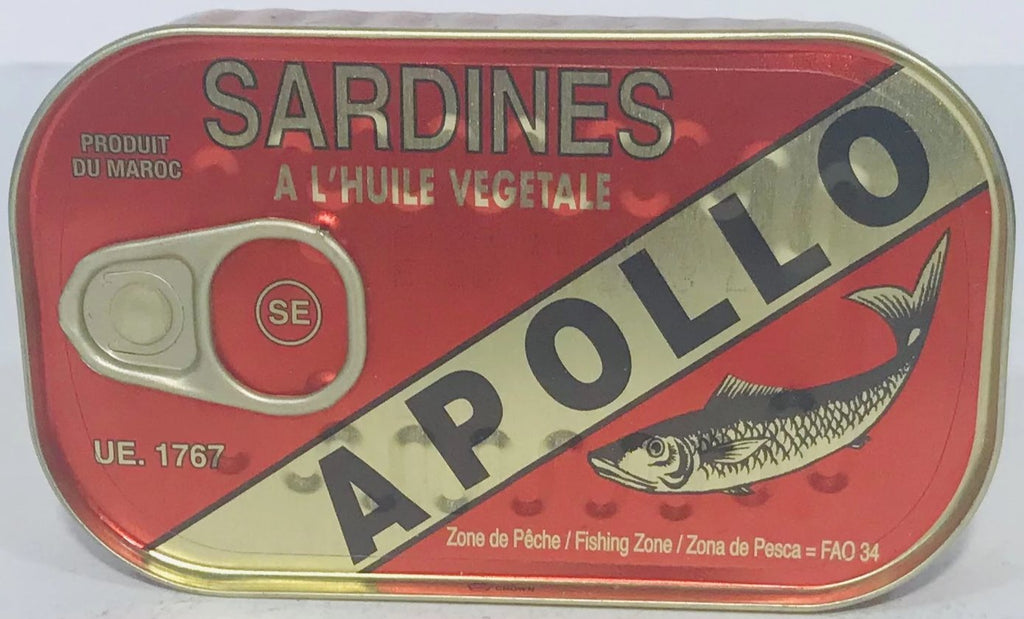 SARDINES
PRODUIT
DU MAROC
A L'HUILE VEGETALE
SE
APOLLO
UE. 1767
Zone de Pêche / Fishing Zone / Zona de Pesca = FAO 34
CROWN